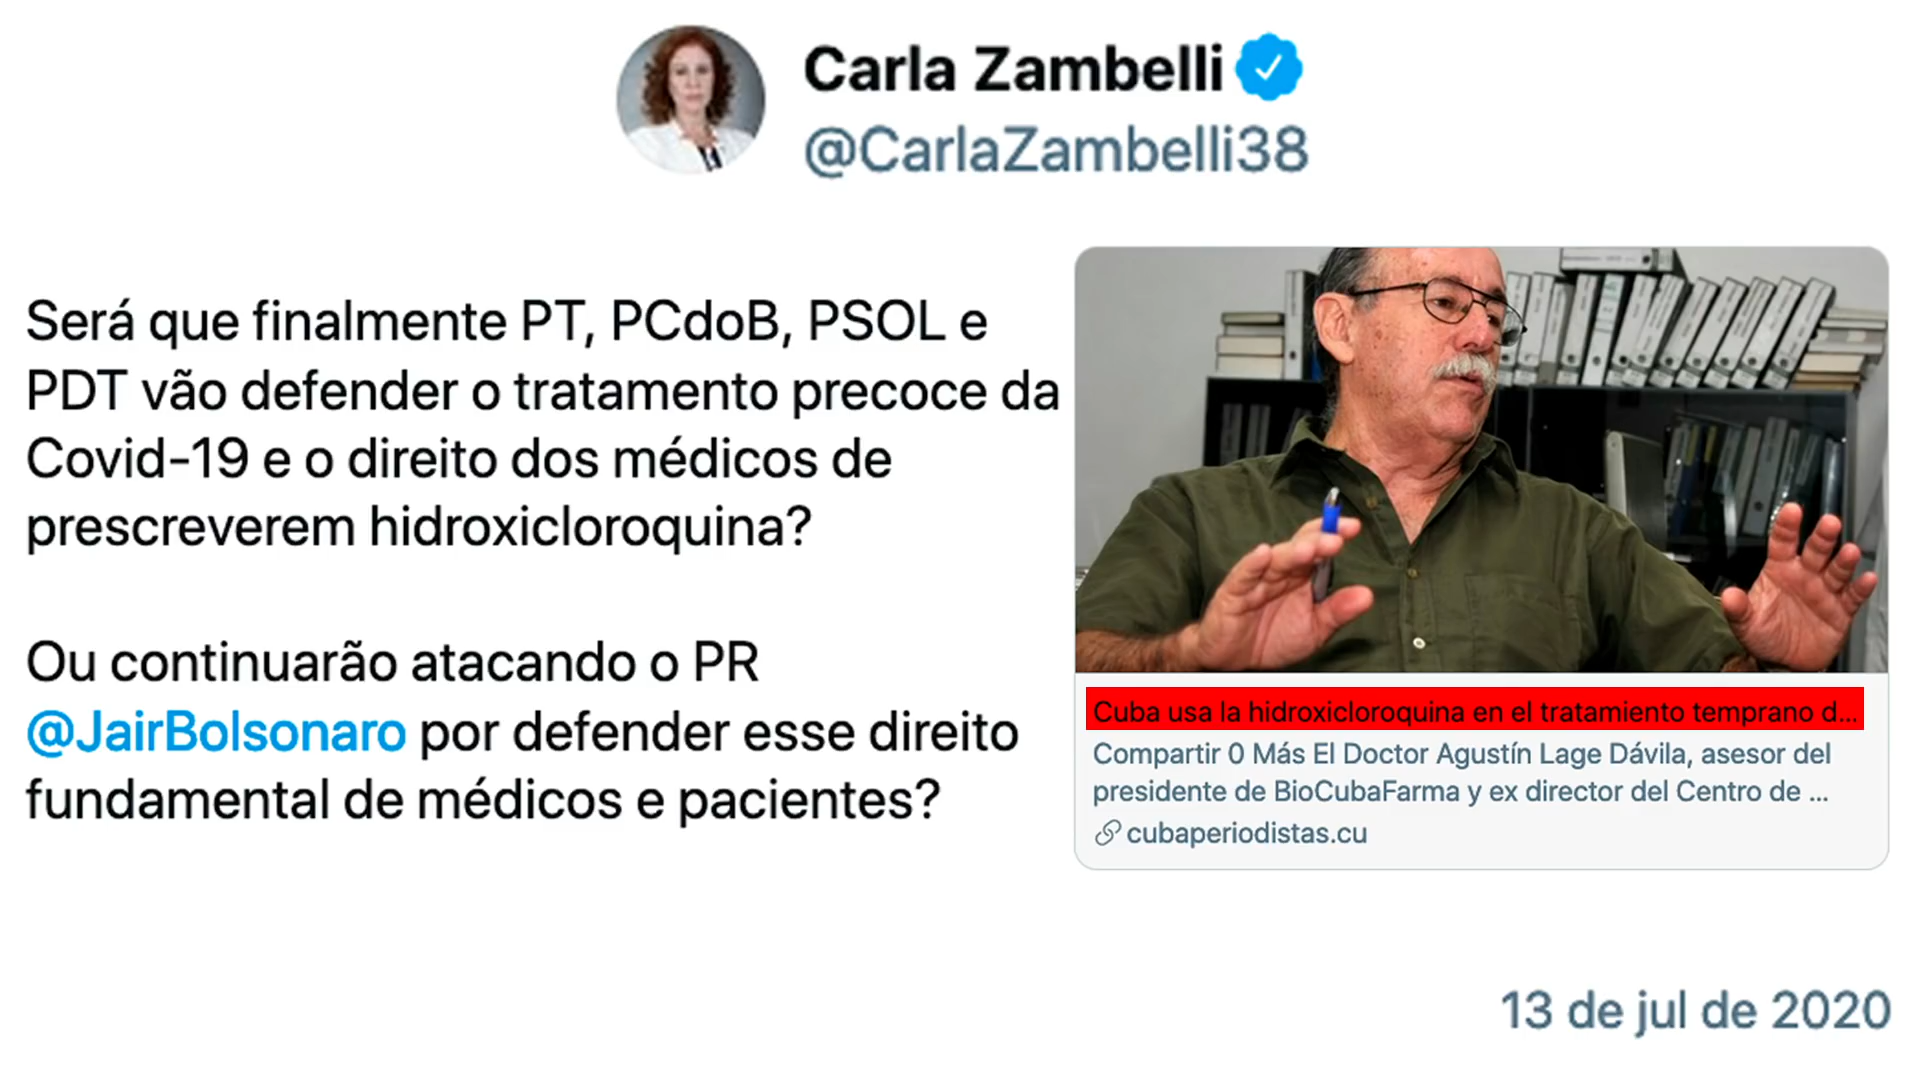 Carla Zambelli
@CarlaZambelli38
Será que finalmente PT, PCdoB, PSOL e
PDT vão defender o tratamento precoce da
Covid-19 e o direito dos médicos de
prescreverem hidroxicloroquina?
Ou continuarão atacando o PR
@JairBolsonaro por defender esse direito
fundamental de médicos e pacientes?
Cuba usa la hidroxicloroquina en el tratamiento temprano d...
Compartir 0 Más El Doctor Agustín Lage Dávila, asesor del
presidente de BioCubaFarma y ex director del Centro de ...
cubaperiodistas.cu
13 de jul de 2020